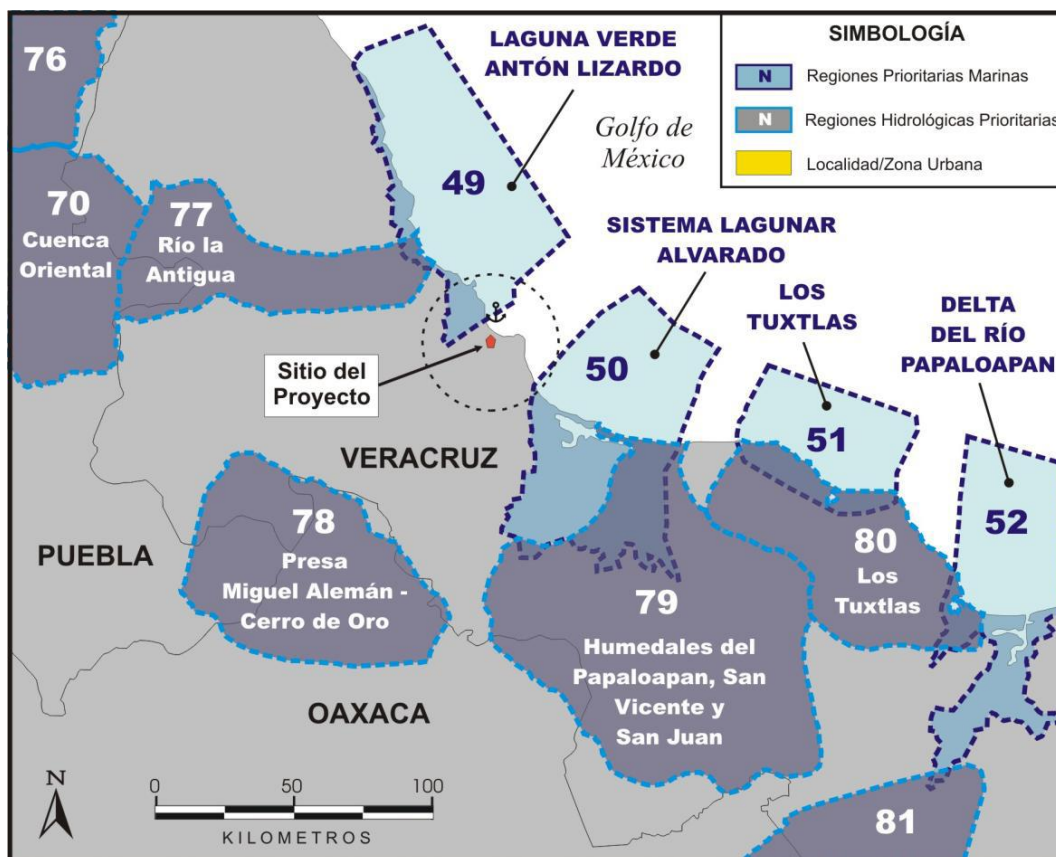 76
LAGUNA VERDE
ANTÓN LIZARDO
Golfo de
México
SIMBOLOGÍA
N Regiones Prioritarias Marinas
N Regiones Hidrológicas Prioritarias
Localidad/Zona Urbana
49
70
Cuenca
Oriental
77
Río la
Antigua
SISTEMA LAGUNAR
ALVARADO
LOS
TUXTLAS
DELTA
DEL RÍO
PAPALOAPAN
Sitio del
Proyecto
50
51
52
VERACRUZ
PUEBLA
78
Presa
Miguel Alemán -
Cerro de Oro
80
Los
Tuxtlas
79
Humedales del
Papaloapan, San
Vicente y
San Juan
OAXACA
81
N
0 50 100
KILOMETROS